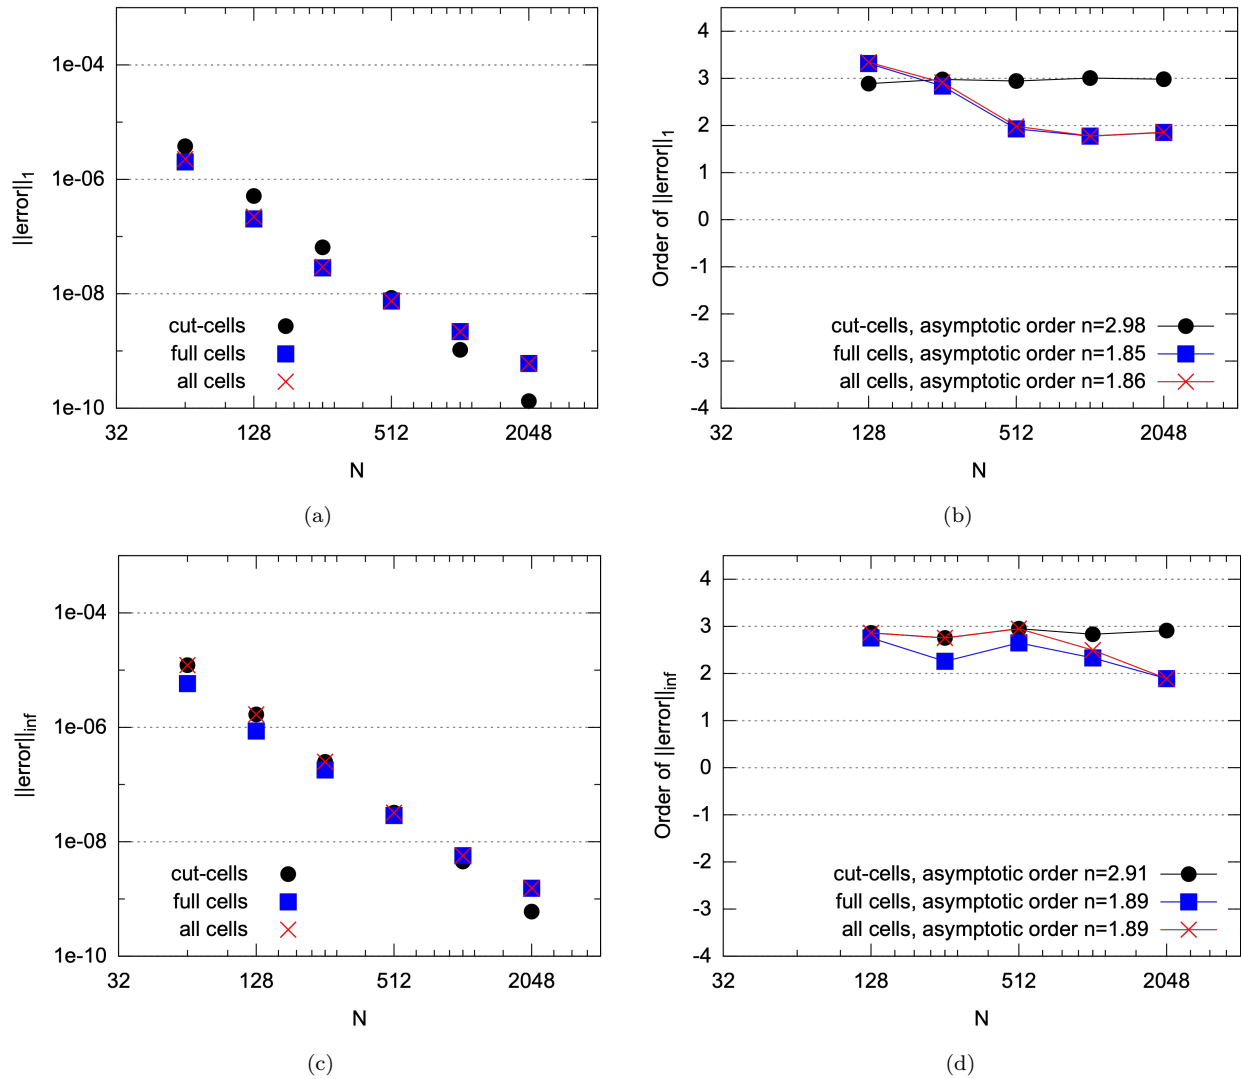 1e-04
1e-06
1e-08
1e-10
||error||1
cut-cells
full cells
all cells
32
128
512
2048
N
(a)
4
3
2
1
0
-1
-2
-3
-4
Order of ||error||1
cut-cells, asymptotic order n=2.98
full cells, asymptotic order n=1.85
all cells, asymptotic order n=1.86
32
128
512
2048
N
(b)
1e-04
1e-06
1e-08
1e-10
||error||inf
cut-cells
full cells
all cells
32
128
512
2048
N
(c)
4
3
2
1
0
-1
-2
-3
-4
Order of ||error||inf
cut-cells, asymptotic order n=2.91
full cells, asymptotic order n=1.89
all cells, asymptotic order n=1.89
32
128
512
2048
N
(d)